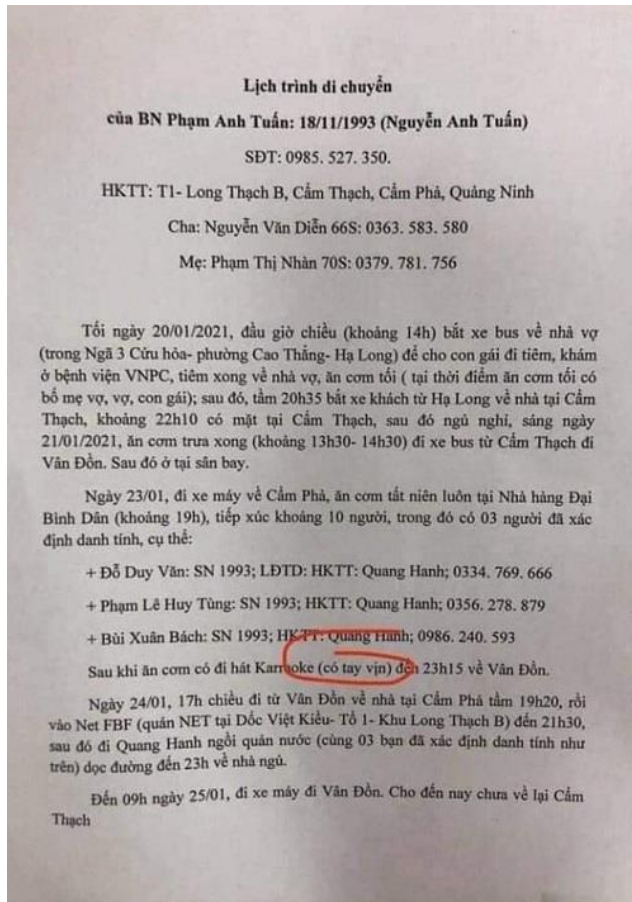 Lịch trình di chuyển
của BN Phạm Anh Tuấn: 18/11/1993 (Nguyễn Anh Tuấn)
SĐT: 0985. 527. 350.
HKTT: T1- Long Thạch B, Cẩm Thạch, Cẩm Phả, Quảng Ninh
Cha: Nguyễn Văn Diễn 66S: 0363. 583. 580
Mẹ: Phạm Thị Nhàn 70S: 0379. 781. 756
Tối ngày 20/01/2021, đầu giờ chiều (khoảng 14h) bắt xe bus về nhà vợ
(trong Ngã 3 Cứu hỏa- phường Cao Thắng- Hạ Long) để cho con gái đi tiêm, khám
ở bệnh viện VNPC, tiêm xong về nhà vợ, ăn cơm tối ( tại thời điểm ăn cơm tối có
bố mẹ vợ, vợ, con gái); sau đó, tầm 20h35 bắt xe khách từ Hạ Long về nhà tại Cẩm
Thạch, khoảng 22h10 có mặt tại Cẩm Thạch, sau đó ngủ nghỉ, sáng ngày
21/01/2021, ăn cơm trưa xong (khoảng 13h30- 14h30) đi xe bus từ Cẩm Thạch đi
Vân Đồn. Sau đó ở tại sân bay.
Ngày 23/01, đi xe máy về Cẩm Phả, ăn cơm tất niên luôn tại Nhà hàng Đại
Bình Dân (khoảng 19h), tiếp xúc khoảng 10 người, trong đó có 03 người đã xác
định danh tính, cụ thể:
+ Đỗ Duy Văn: SN 1993; LĐTD: HKTT: Quang Hanh; 0334. 769. 666
+ Phạm Lê Huy Tùng: SN 1993; HKTT: Quang Hanh; 0356. 278. 879
+ Bùi Xuân Bách: SN 1993; HKTT: Quang Hanh; 0986. 240. 593
Sau khi ăn cơm có đi hát Karraoke (có tay vịn) đến 23h15 về Vân Đồn.
Ngày 24/01, 17h chiều đi từ Vân Đồn về nhà tại Cẩm Phả tầm 19h20, rồi
vào Net FBF (quán NET tại Dốc Việt Kiều- Tổ 1- Khu Long Thạch B) đến 21h30,
sau đó đi Quang Hanh ngồi quán nước (cùng 03 bạn đã xác định danh tính như
trên) dọc đường đến 23h về nhà ngủ.
Đến 09h ngày 25/01, đi xe máy đi Vân Đồn. Cho đến nay chưa về lại Cẩm
Thạch